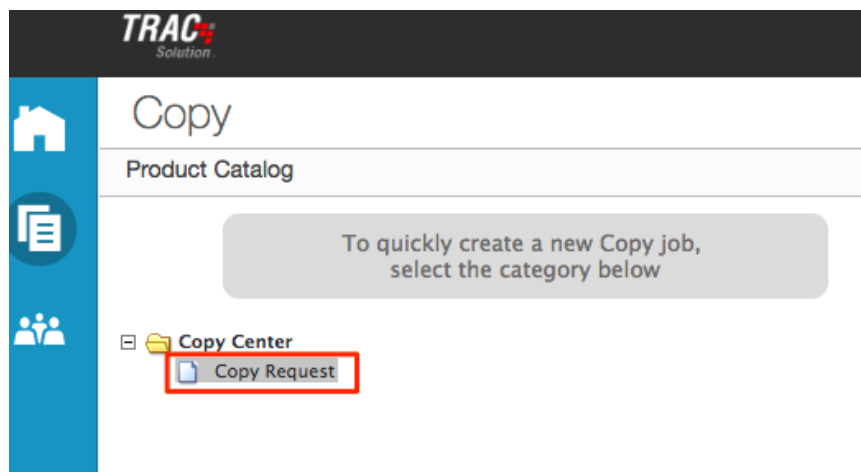 TRAC
Solution
Copy
Product Catalog
To quickly create a new Copy job,
select the category below
Copy Center
Copy Request